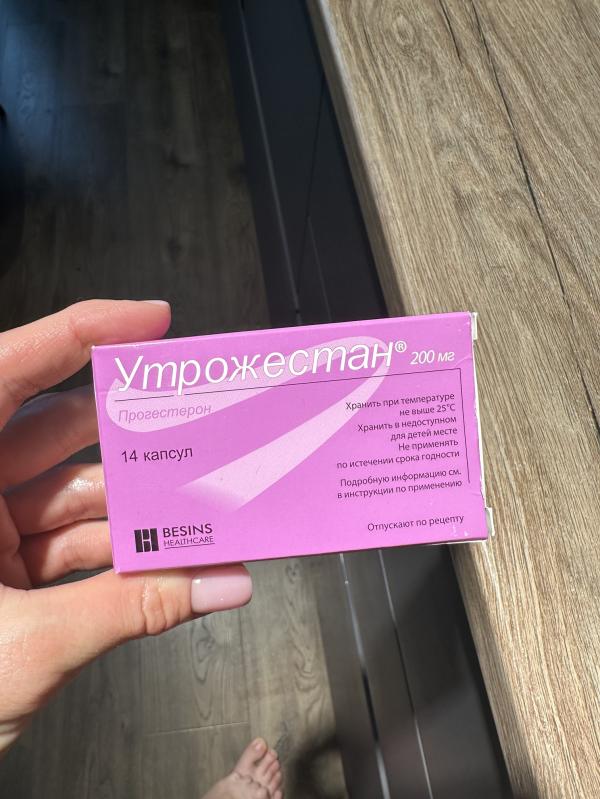 Утрожестан® 200 мг
Прогестерон
14 капсул
Хранить при температуре
не выше 25°C
Хранить в недоступном
для детей месте
Не применять
по истечении срока годности
Подробную информацию см.
в инструкции по применению
BESINS
HEALTHCARE
Отпускают по рецепту